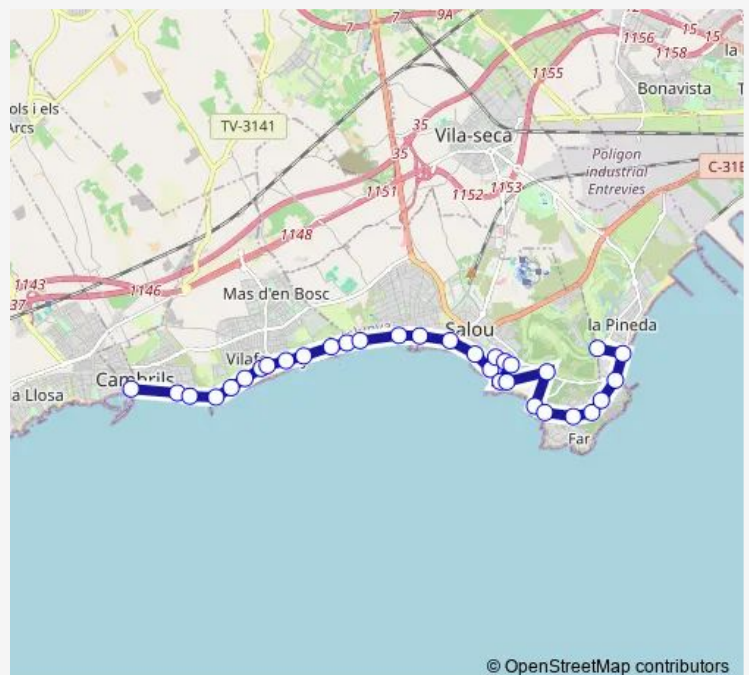 7
7
9A
12
15
1156
15
1158
la
1155
Bonavista
ols i els
Arcs
TV-3141
35
Vila-seca
35
Polígon
industrial
Entrevies
C-31B
1151
1152
1153
1148
1143
37
1146
Mas d'en Bosc
Salou
la Pineda
Cambrils
a Llosa
Far
© OpenStreetMap contributors